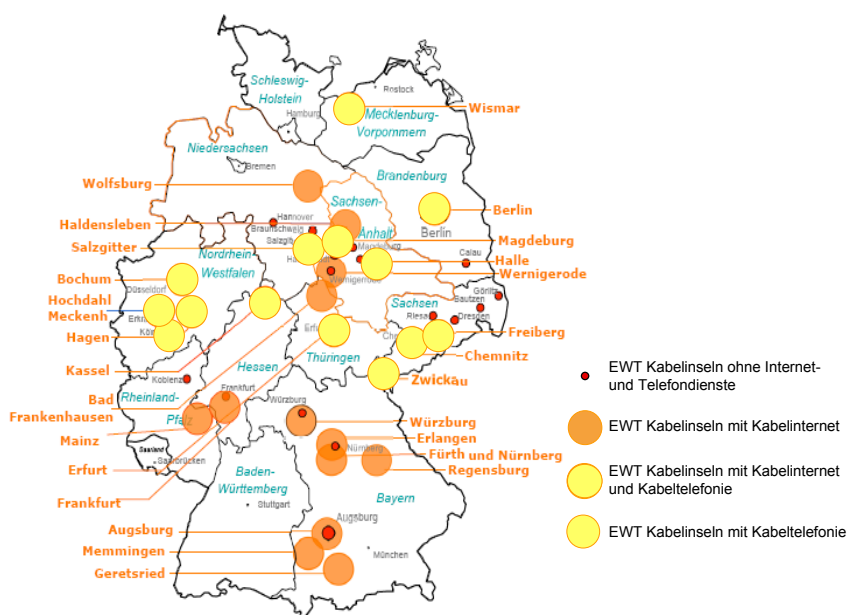 Schleswig-
Holstein
Rostock
Hamburg
Mecklenburg-
Vorpommern
Wismar
Niedersachsen
Bremen
Brandenburg
Wolfsburg
Sachsen-
Anhalt
Berlin
Berlin
Haldensleben
Hannover
Braunschweig
Magdeburg
Salzgitter
Magdeburg
Halle
Wernigerode
Wernigerode
Calau
Nordrhein
Westfalen
Bochum
Düsseldorf
Hochdahl
Meckenh
Hagen
Görlitz
Bautzen
Sachsen
Dresden
Freiberg
Chemnitz
Kassel
Hessen
Thüringen
Zwickau
Koblenz
Bad
Frankenhausen
Rheinland-
Pfalz
Frankfurt
Würzburg
Würzburg
Mainz
Erlangen
Nürnberg
Fürth und Nürnberg
Regensburg
Erfurt
Saarland
Saarbrücken
Frankfurt
Baden-
Württemberg
Stuttgart
Bayern
Augsburg
Augsburg
Memmingen
München
Geretsried
EWT Kabelinseln ohne Internet-
und Telefondienste
EWT Kabelinseln mit Kabelinternet
EWT Kabelinseln mit Kabelinternet
und Kabeltelefonie
EWT Kabelinseln mit Kabeltelefonie